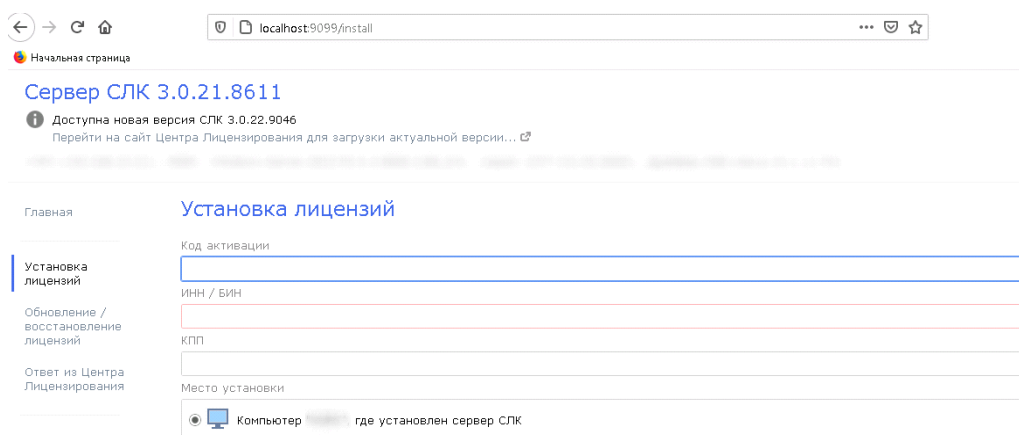 localhost:9099/install
Начальная страница
Сервер СЛК 3.0.21.8611
Доступна новая версия СЛК 3.0.22.9046
Перейти на сайт Центра Лицензирования для загрузки актуальной версии...
Главная
Установка лицензий
Код активации
Установка
лицензий
ИНН / БИН
Обновление /
восстановление
лицензий
КПП
Ответ из Центра
Лицензирования
Место установки
Компьютер где установлен сервер СЛК